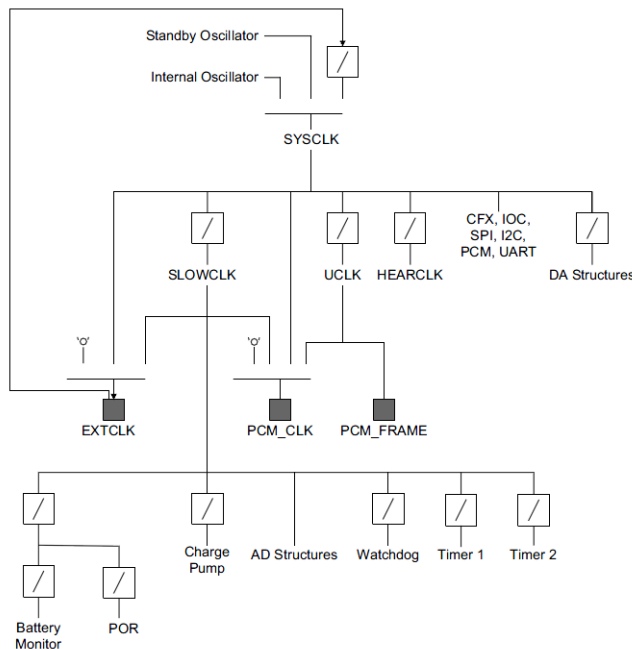 Standby Oscillator
Internal Oscillator
SYSCLK
CFX, IOC,
SPI, I2C,
PCM, UART
SLOWCLK
UCLK
HEARCLK
DA Structures
'0'
'0'
EXTCLK
PCM_CLK
PCM_FRAME
Charge
Pump
AD Structures
Watchdog
Timer 1
Timer 2
Battery
Monitor
POR